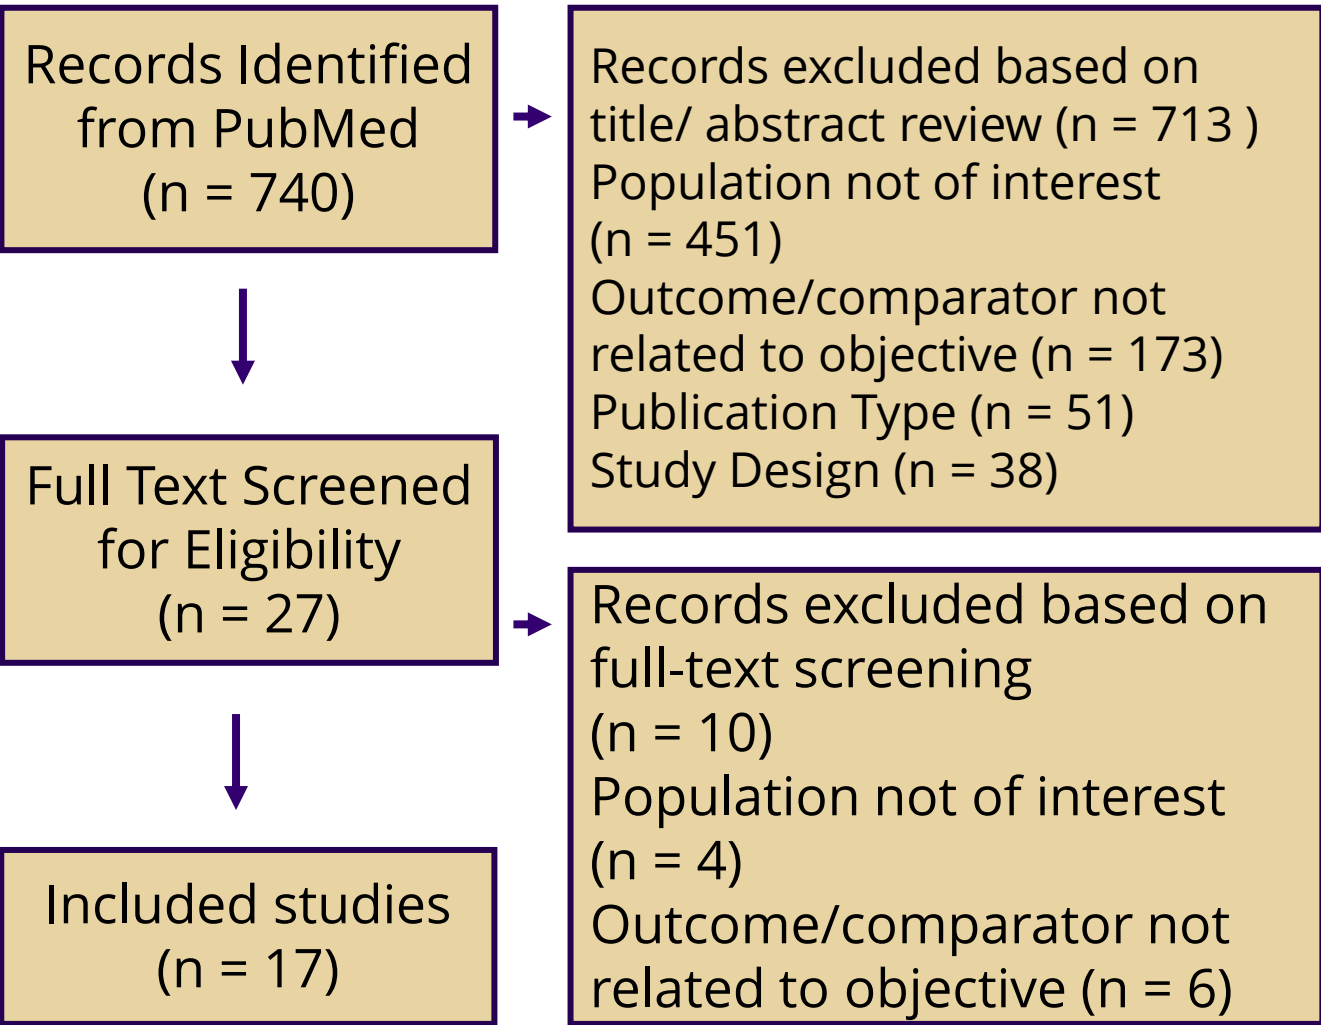 Records Identified
from PubMed
(n = 740)
Records excluded based on
title/ abstract review (n = 713 )
Population not of interest
(n = 451)
Outcome/comparator not
related to objective (n = 173)
Publication Type (n = 51)
Study Design (n = 38)
Full Text Screened
for Eligibility
(n = 27)
Records excluded based on
full-text screening
(n = 10)
Population not of interest
(n = 4)
Outcome/comparator not
related to objective (n = 6)
Included studies
(n = 17)